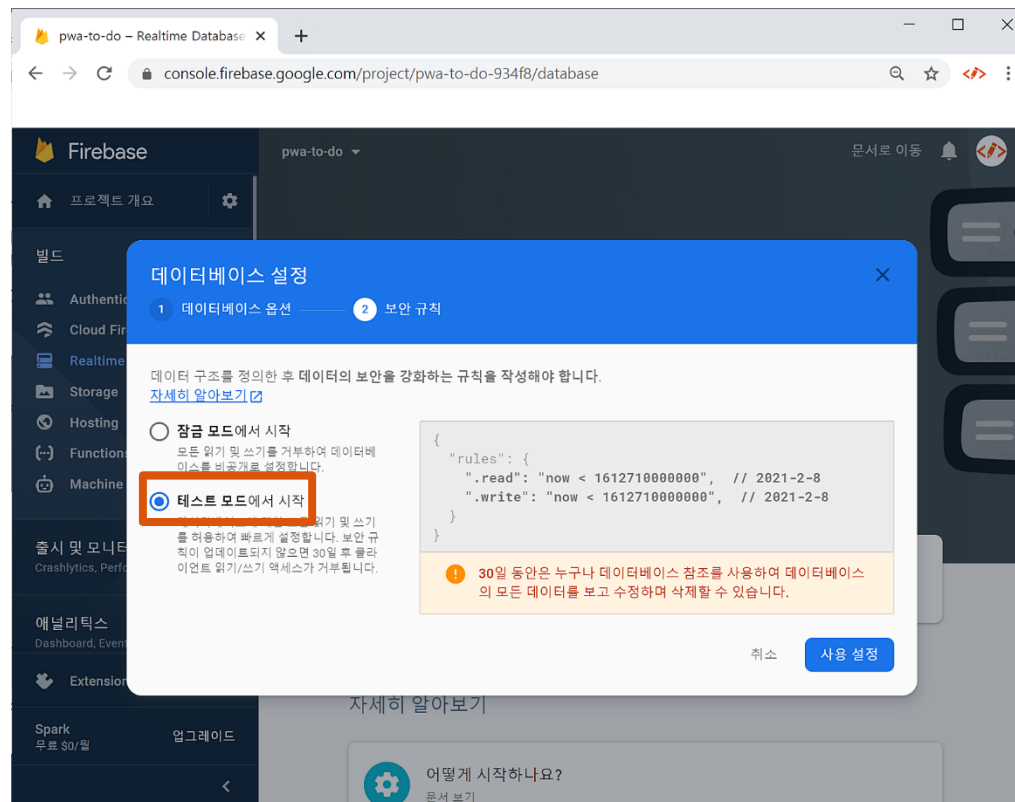 pwa-to-do – Realtime Database
console.firebase.google.com/project/pwa-to-do-934f8/database
Firebase
pwa-to-do
문서로 이동
프로젝트 개요
빌드
데이터베이스 설정
1 데이터베이스 옵션
2 보안 규칙
Realtime
Storage
Hosting
Machine
데이터 구조를 정의한 후 데이터의 보안을 강화하는 규칙을 작성해야 합니다.
자세히 알아보기
잠금 모드에서 시작
모든 읽기 및 쓰기를 거부하여 데이터베
이스를 비공개로 설정합니다.
테스트 모드에서 시작
읽기 및 쓰기
를 허용하여 빠르게 설정합니다. 보안 규
칙이 업데이트되지 않으면 30일 후 클라
이언트 읽기/쓰기 액세스가 거부됩니다.
{
"rules": {
".read": "now < 1612710000000", // 2021-2-8
".write": "now < 1612710000000", // 2021-2-8
}
}
30일 동안은 누구나 데이터베이스 참조를 사용하여 데이터베이스
의 모든 데이터를 보고 수정하며 삭제할 수 있습니다.
취소
사용 설정
출시 및 모니터
Crashlytics, Perfo
애널리틱스
Dashboard, Event
Extension
Spark
무료 $0/월
업그레이드
자세히 알아보기
어떻게 시작하나요?
문서 보기